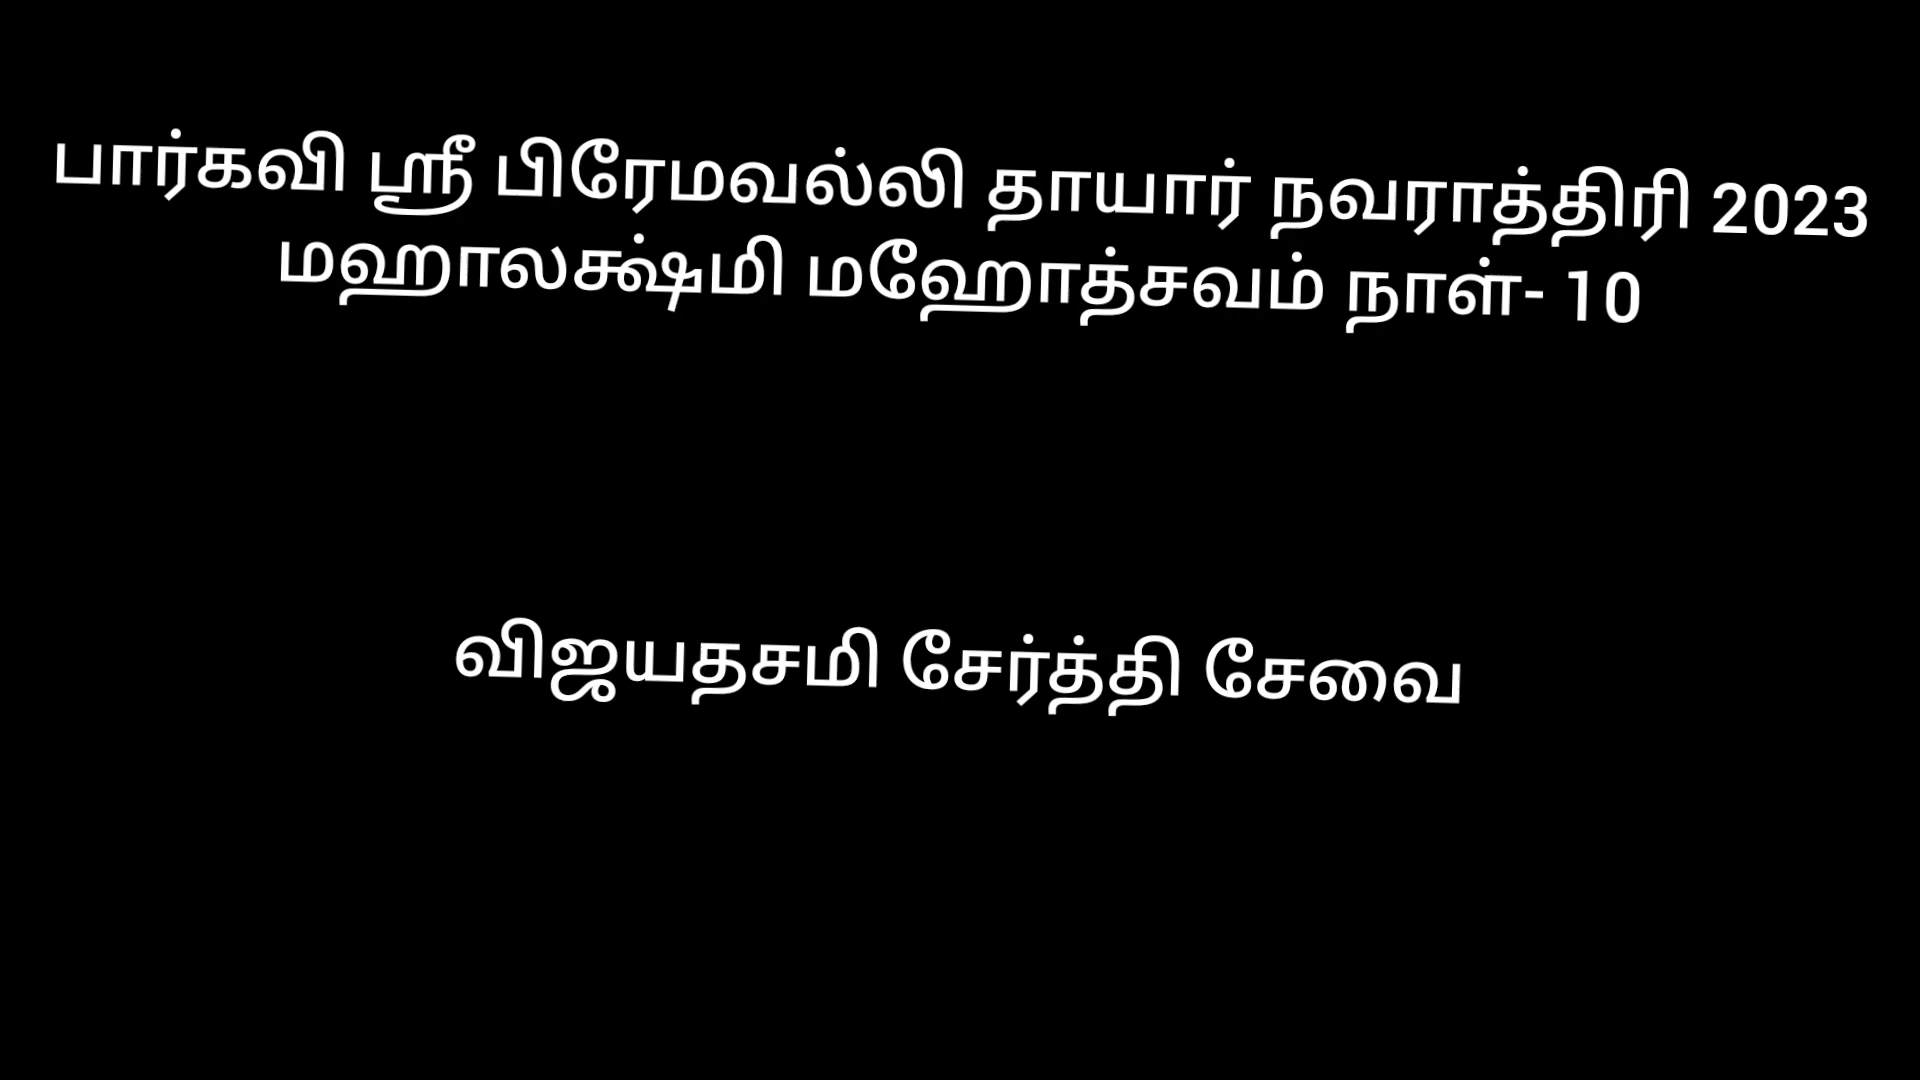 பார்கவி ஸ்ரீ பிரேமவல்லி தாயார் நவராத்திரி 2023
மஹாலக்ஷ்மி மஹோத்சவம் நாள்- 10
விஜயதசமி சேர்த்தி சேவை